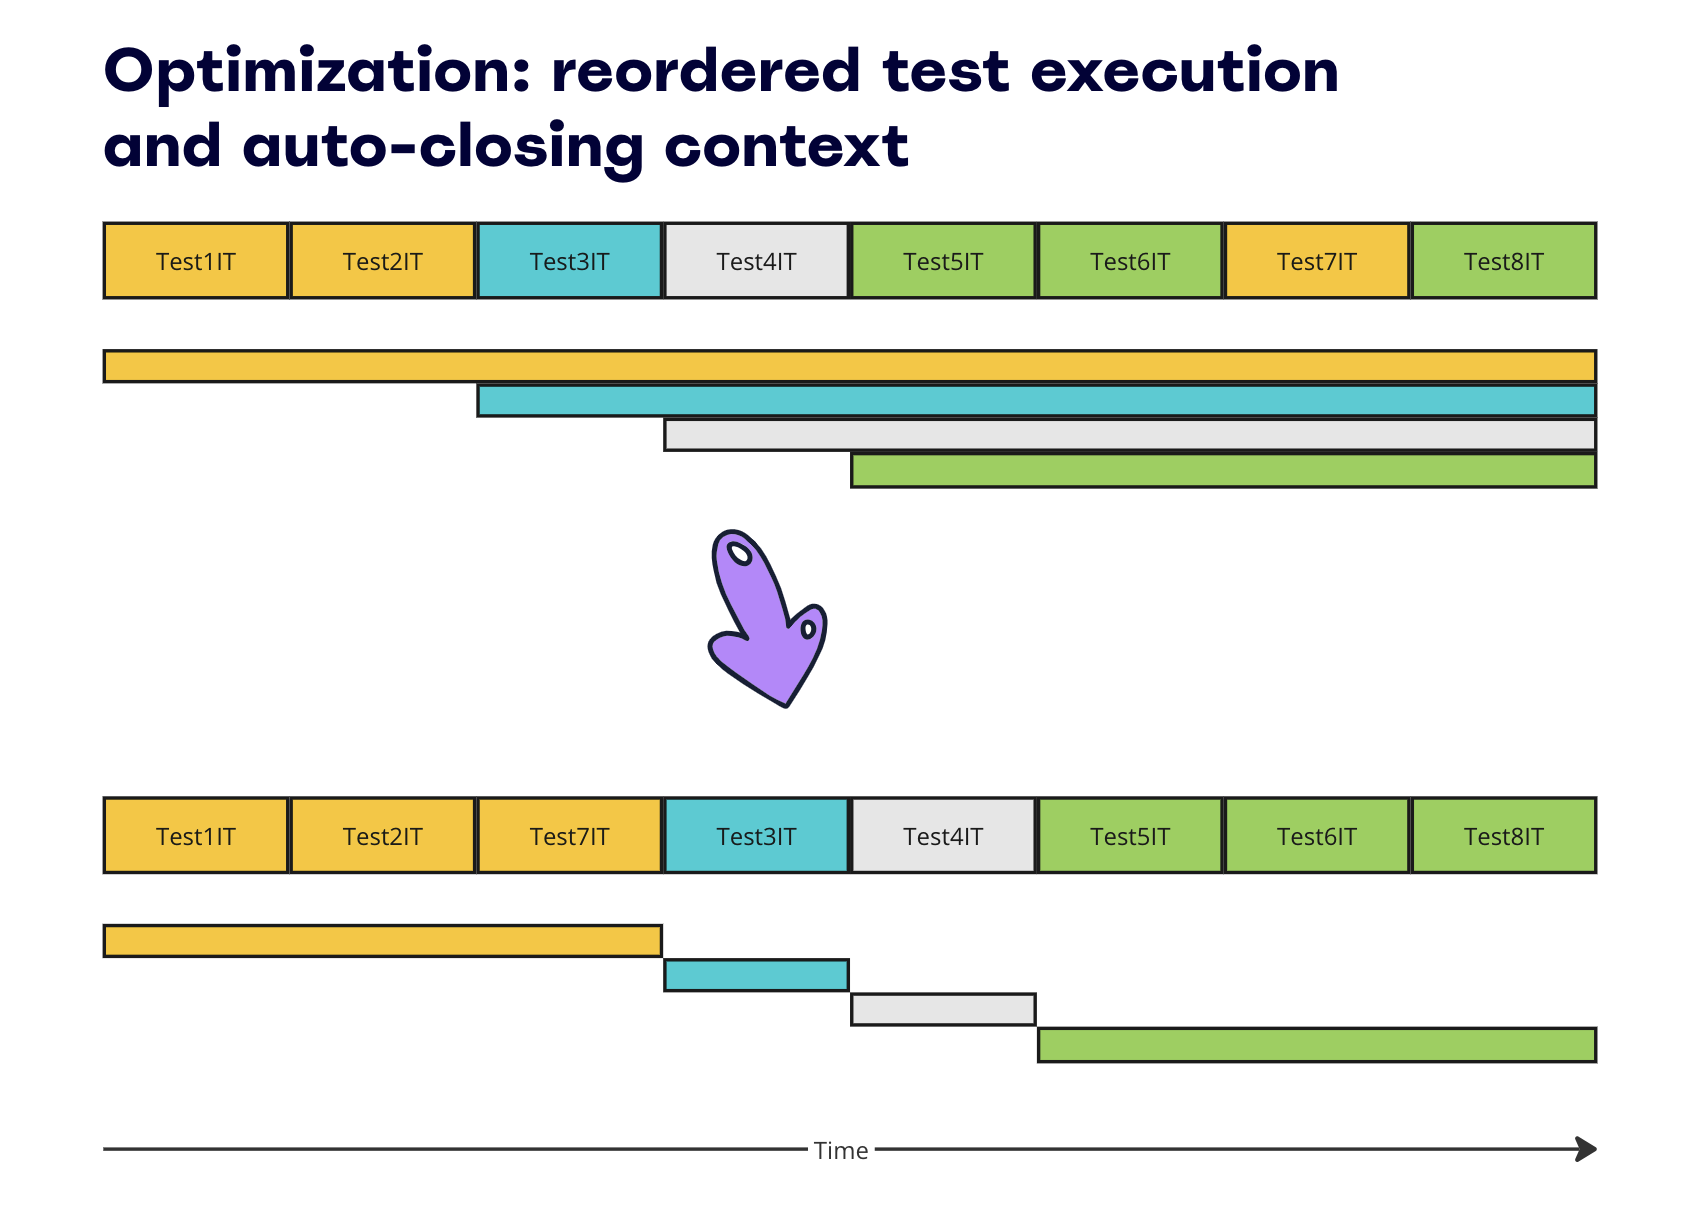 Optimization: reordered test execution
and auto-closing context
Test1IT Test2IT Test3IT Test4IT Test5IT Test6IT Test7IT Test8IT
Test1IT Test2IT Test7IT Test3IT Test4IT Test5IT Test6IT Test8IT
Time